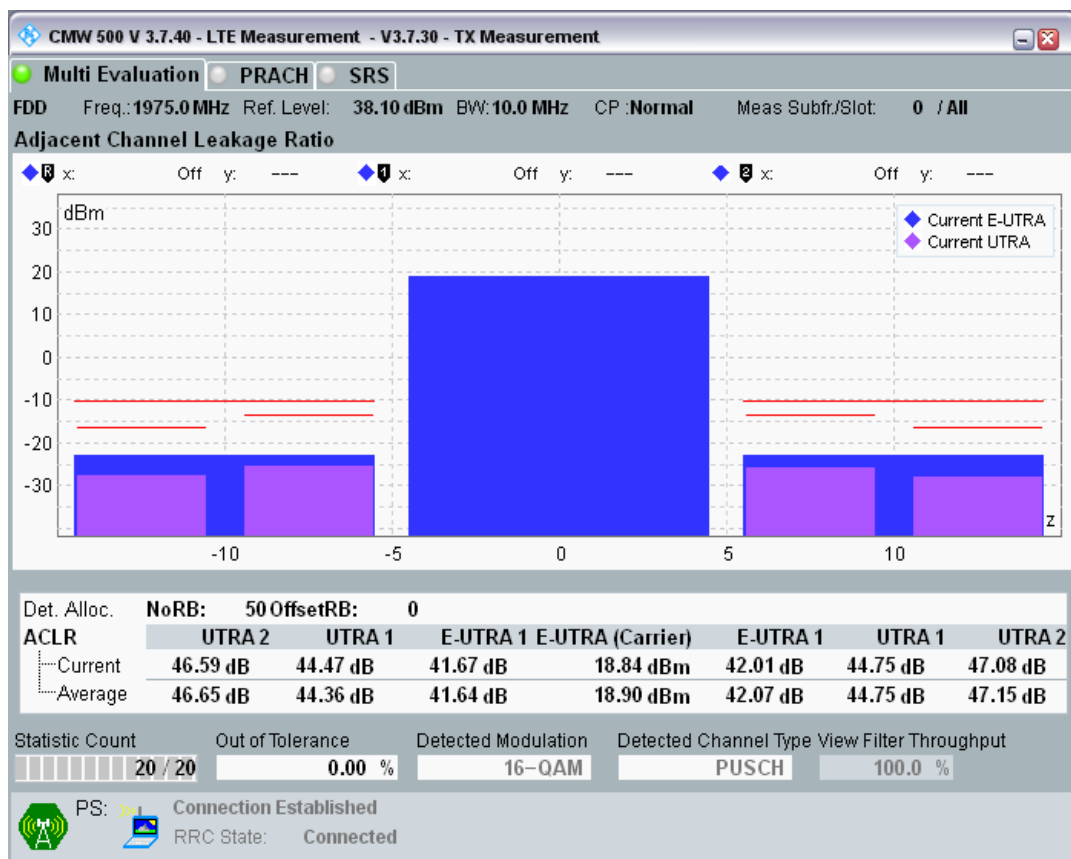 CMW 500 V 3.7.40 - LTE Measurement - V3.7.30 - TX Measurement
Multi Evaluation PRACH SRS
FDD Freq.: 1975.0 MHz Ref. Level: 38.10 dBm BW: 10.0 MHz CP :Normal Meas Subfr./Slot: 0 / All
Adjacent Channel Leakage Ratio
R x: Off y: --- 1 x: Off y: --- 2 x: Off y: ---
dBm
Current E-UTRA
Current UTRA
30
20
10
0
-10
-20
-30
z
-10 -5 0 5 10
Det. Alloc. NoRB: 50 OffsetRB: 0
ACLR UTRA 2 UTRA 1 E-UTRA 1 E-UTRA (Carrier) E-UTRA 1 UTRA 1 UTRA 2
Current 46.59 dB 44.47 dB 41.67 dB 18.84 dBm 42.01 dB 44.75 dB 47.08 dB
Average 46.65 dB 44.36 dB 41.64 dB 18.90 dBm 42.07 dB 44.75 dB 47.15 dB
Statistic Count Out of Tolerance Detected Modulation Detected Channel Type View Filter Throughput
20 / 20 0.00 % 16-QAM PUSCH 100.0 %
PS: Connection Established
RRC State: Connected